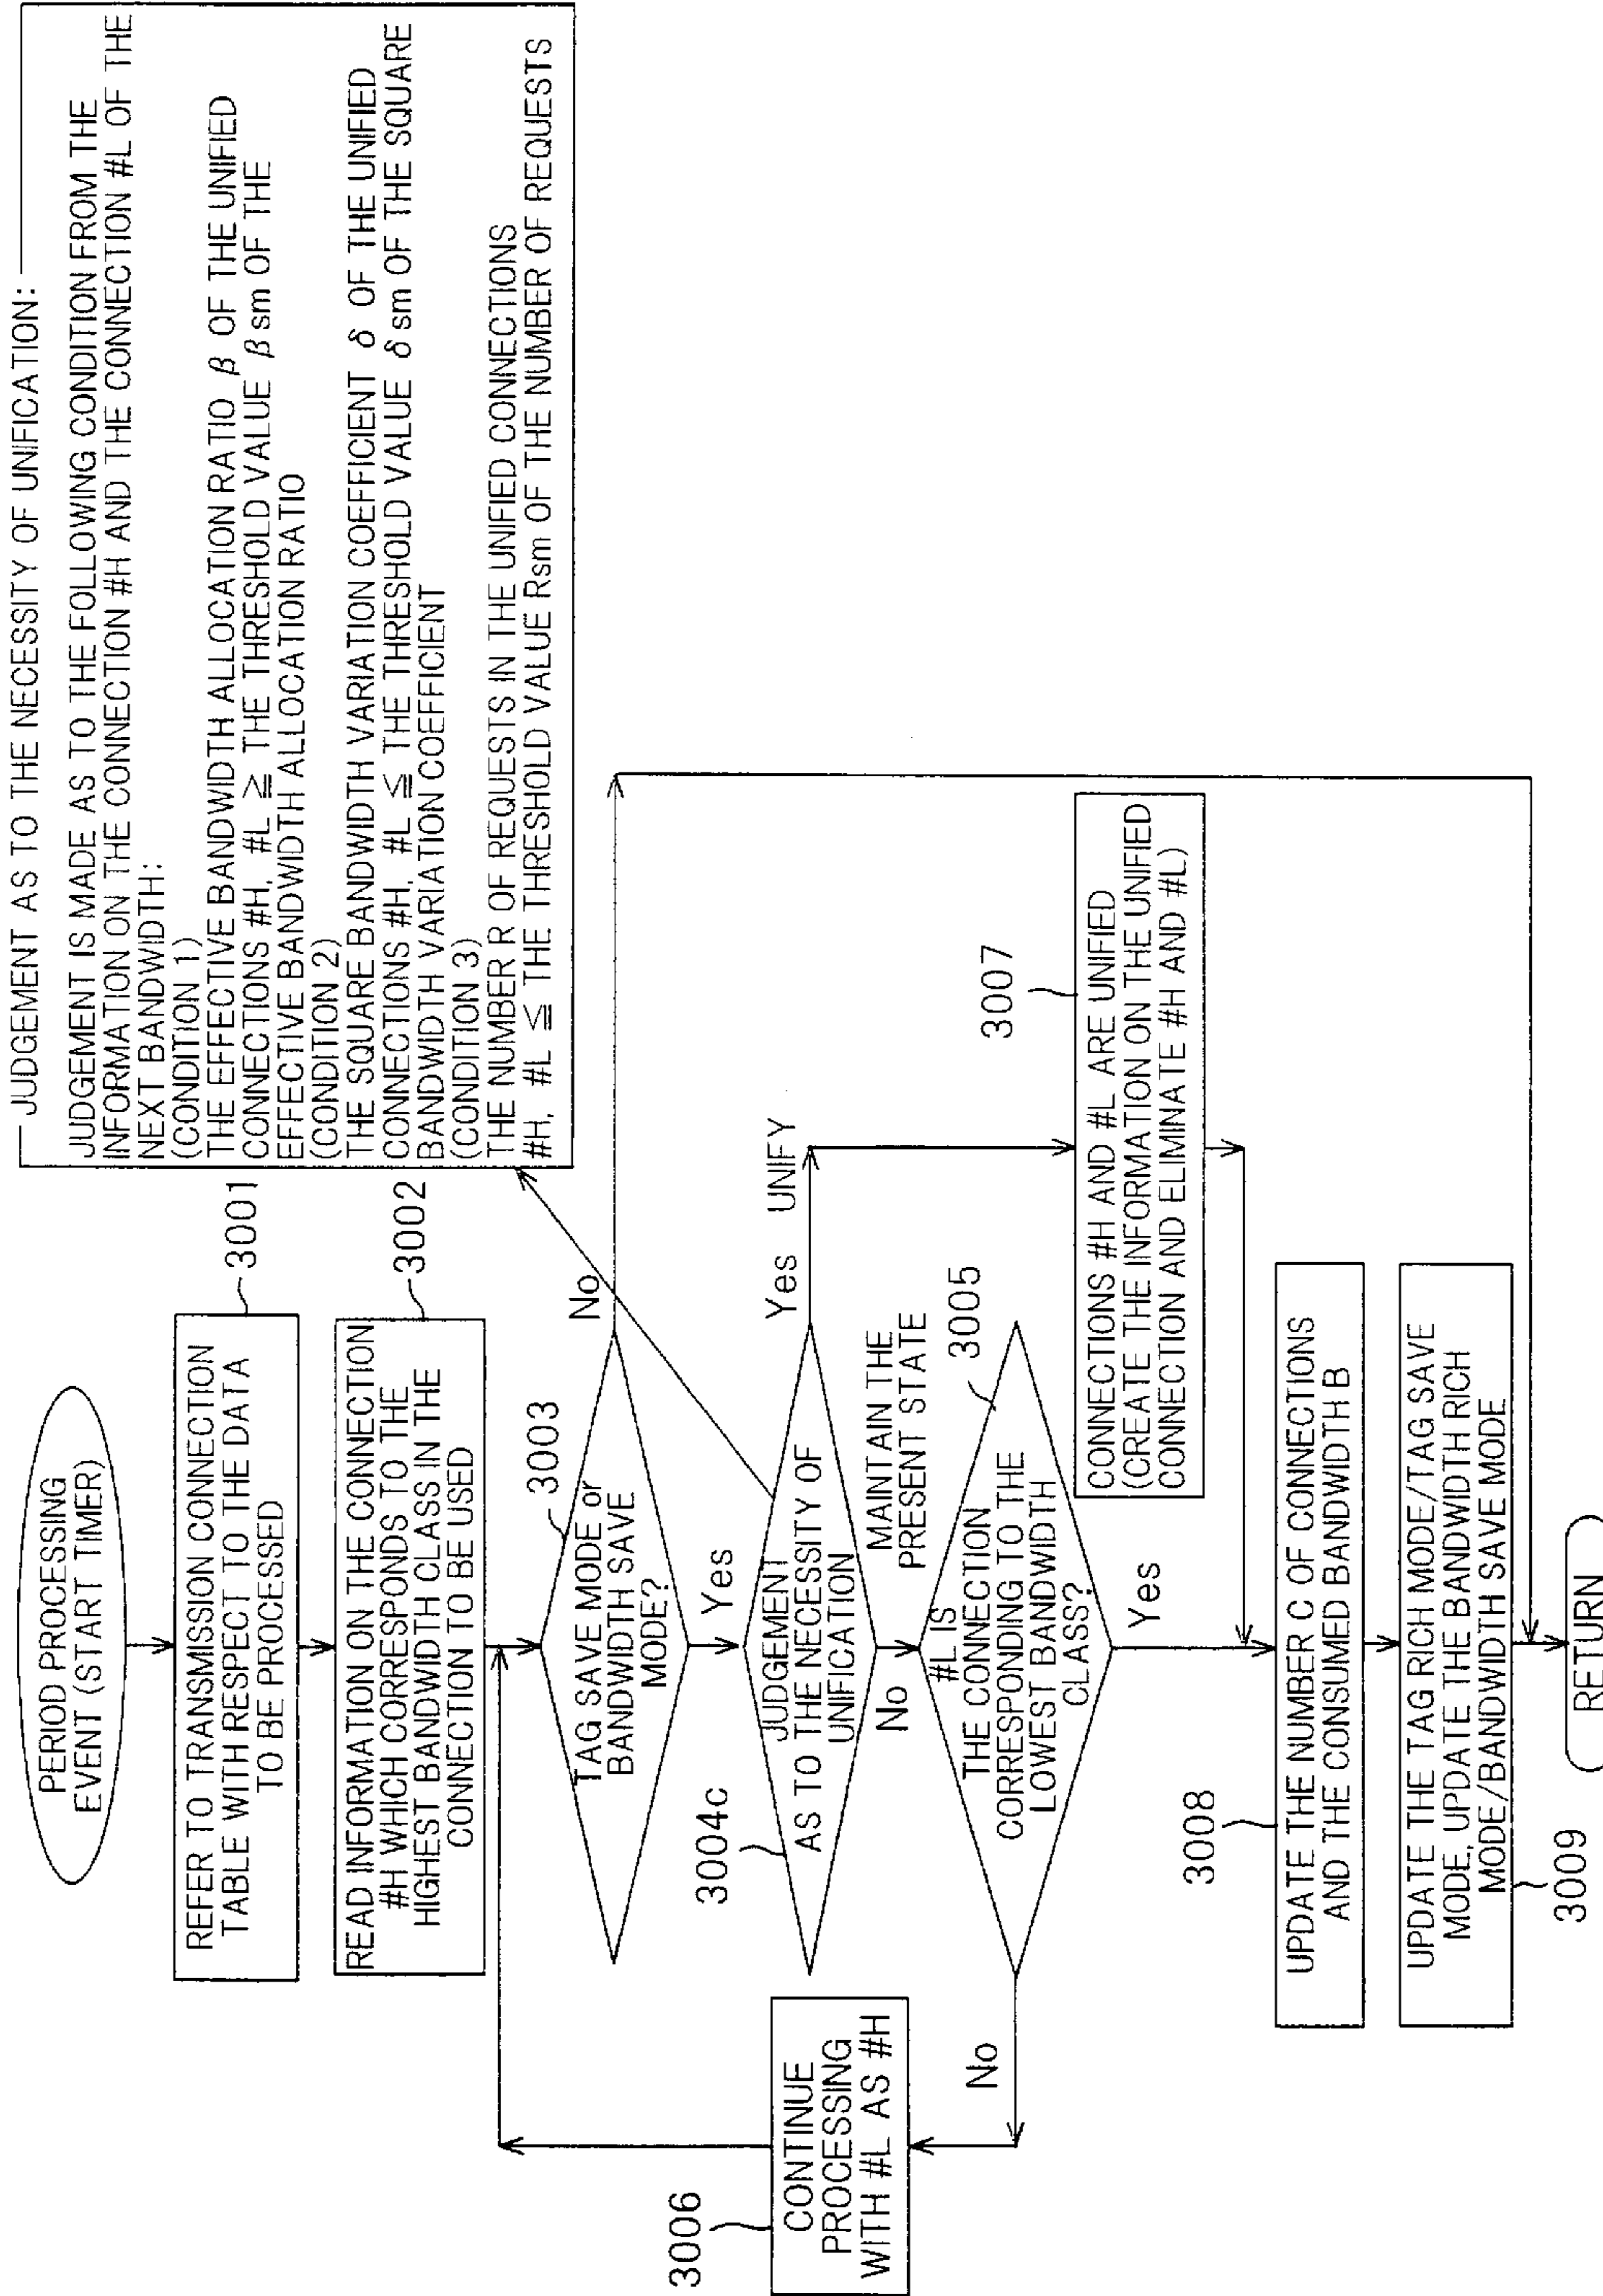 PERIOD PROCESSING
EVENT (START TIMER)
REFER TO TRANSMISSION CONNECTION
TABLE WITH RESPECT TO THE DATA
TO BE PROCESSED
3001
READ INFORMATION ON THE CONNECTION
#H WHICH CORRESPONDS TO THE
HIGHEST BANDWIDTH CLASS IN THE
CONNECTION TO BE USED
3002
TAG SAVE MODE or
BANDWIDTH SAVE
MODE?
3003
No
Yes
JUDGEMENT
AS TO THE NECESSITY OF
UNIFICATION
3004c
Yes UNIFY
No
MAINTAIN THE
PRESENT STATE
#L IS
THE CONNECTION
CORRESPONDING TO THE
LOWEST BANDWIDTH
CLASS?
3005
No
Yes
CONTINUE
PROCESSING
WITH #L AS #H
3006
CONNECTIONS #H AND #L ARE UNIFIED
(CREATE THE INFORMATION ON THE UNIFIED
CONNECTION AND ELIMINATE #H AND #L)
3007
UPDATE THE NUMBER C OF CONNECTIONS
AND THE CONSUMED BANDWIDTH B
3008
UPDATE THE TAG RICH MODE/TAG SAVE
MODE, UPDATE THE BANDWIDTH RICH
MODE/BANDWIDTH SAVE MODE
3009
RETURN
JUDGEMENT AS TO THE NECESSITY OF UNIFICATION:
JUDGEMENT IS MADE AS TO THE FOLLOWING CONDITION FROM THE
INFORMATION ON THE CONNECTION #H AND THE CONNECTION #L OF THE
NEXT BANDWIDTH:
(CONDITION 1)
THE EFFECTIVE BANDWIDTH ALLOCATION RATIO β OF THE UNIFIED
CONNECTIONS #H, #L ≧ THE THRESHOLD VALUE β sm OF THE
EFFECTIVE BANDWIDTH ALLOCATION RATIO
(CONDITION 2)
THE SQUARE BANDWIDTH VARIATION COEFFICIENT δ OF THE UNIFIED
CONNECTIONS #H, #L ≦ THE THRESHOLD VALUE δ sm OF THE SQUARE
BANDWIDTH VARIATION COEFFICIENT
(CONDITION 3)
THE NUMBER R OF REQUESTS IN THE UNIFIED CONNECTIONS
#H, #L ≦ THE THRESHOLD VALUE Rsm OF THE NUMBER OF REQUESTS